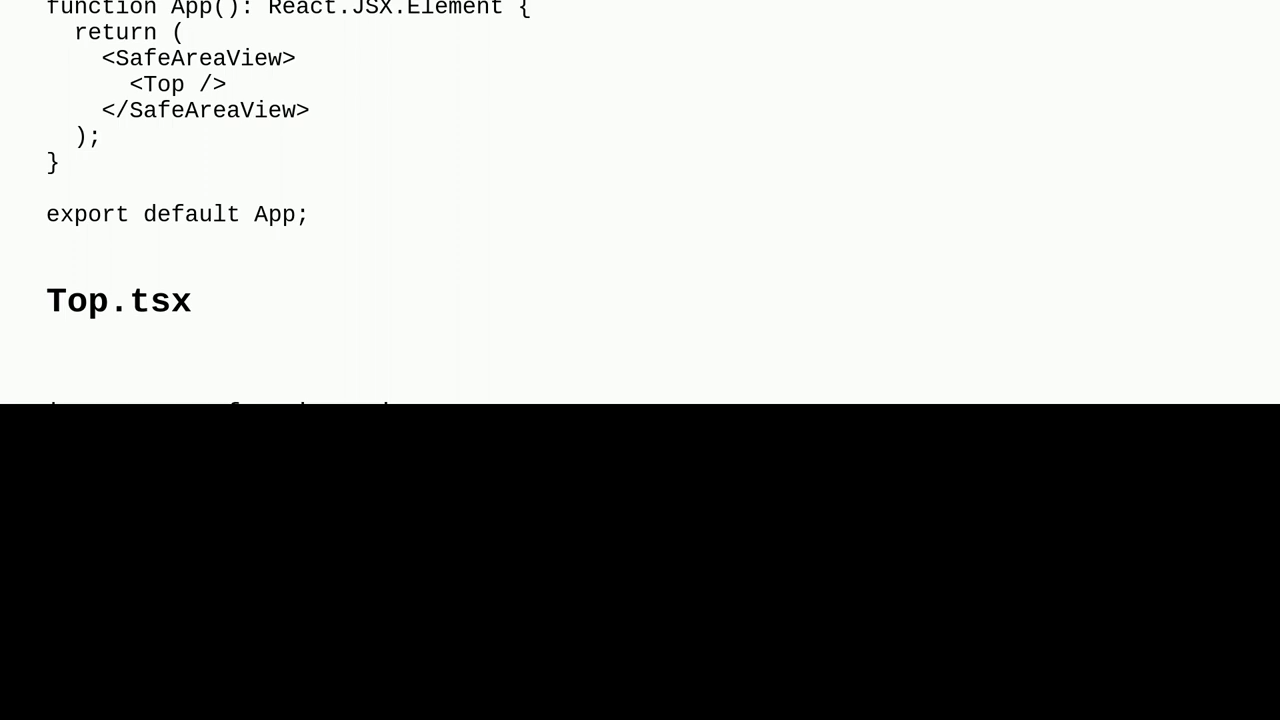 function App(): React.JSX.Element {
  return (
    <SafeAreaView>
      <Top />
    </SafeAreaView>
  );
}
export default App;
Top.tsx